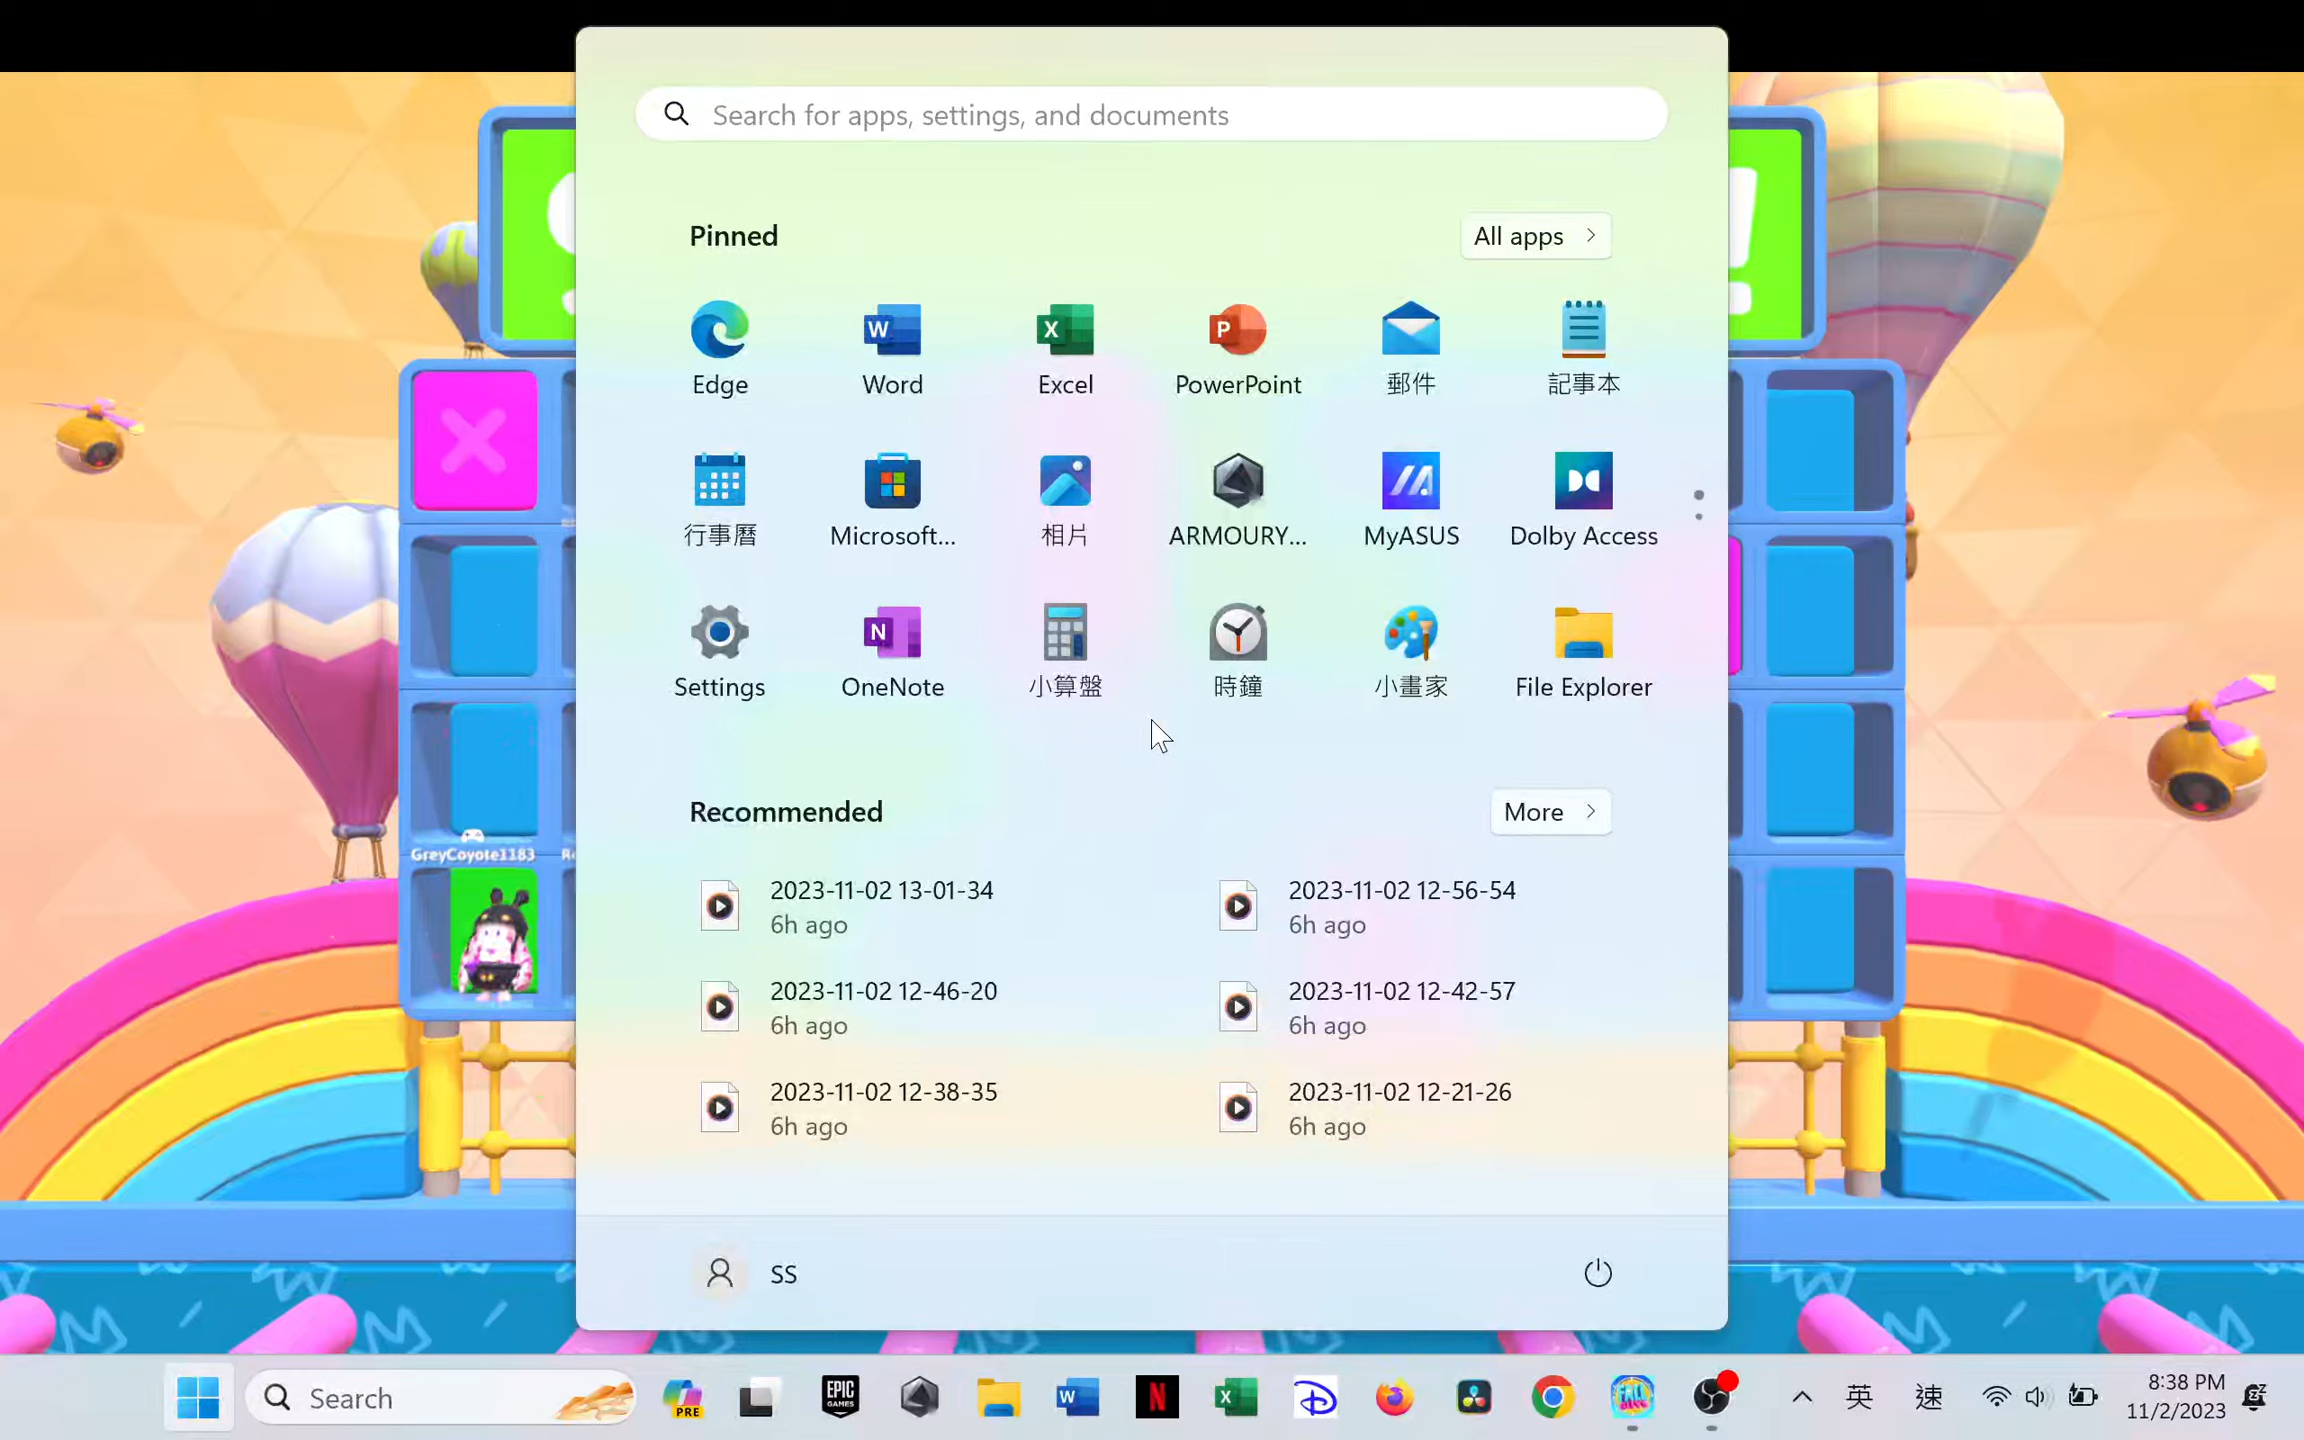 Search for apps, settings, and documents
Pinned
All apps
Edge
Word
Excel
PowerPoint
郵件
記事本
行事曆
Microsoft...
相片
ARMOURY...
MyASUS
Dolby Access
Settings
OneNote
小算盤
時鐘
小畫家
File Explorer
Recommended
More
2023-11-02 13-01-34
6h ago
2023-11-02 12-56-54
6h ago
2023-11-02 12-46-20
6h ago
2023-11-02 12-42-57
6h ago
2023-11-02 12-38-35
6h ago
2023-11-02 12-21-26
6h ago
GreyCoyote1183
SS
Search
PRE
EPIC
GAMES
英
速
8:38 PM
11/2/2023